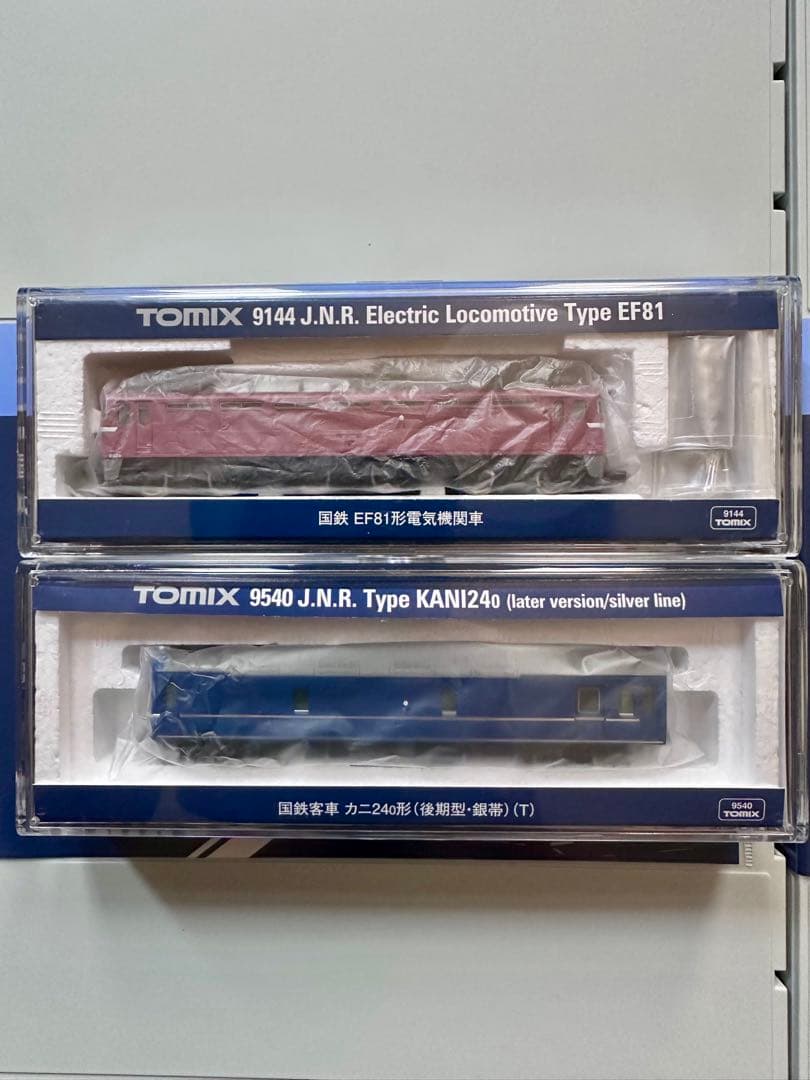 TOMIX 9144 J.N.R. Electric Locomotive Type EF81
国鉄 EF81形電気機関車
9144
TOMIX
TOMIX 9540 J.N.R. Type KANI240 (later version/silver line)
国鉄客車 カニ240形(後期型・銀帯)(T)
9540
TOMIX